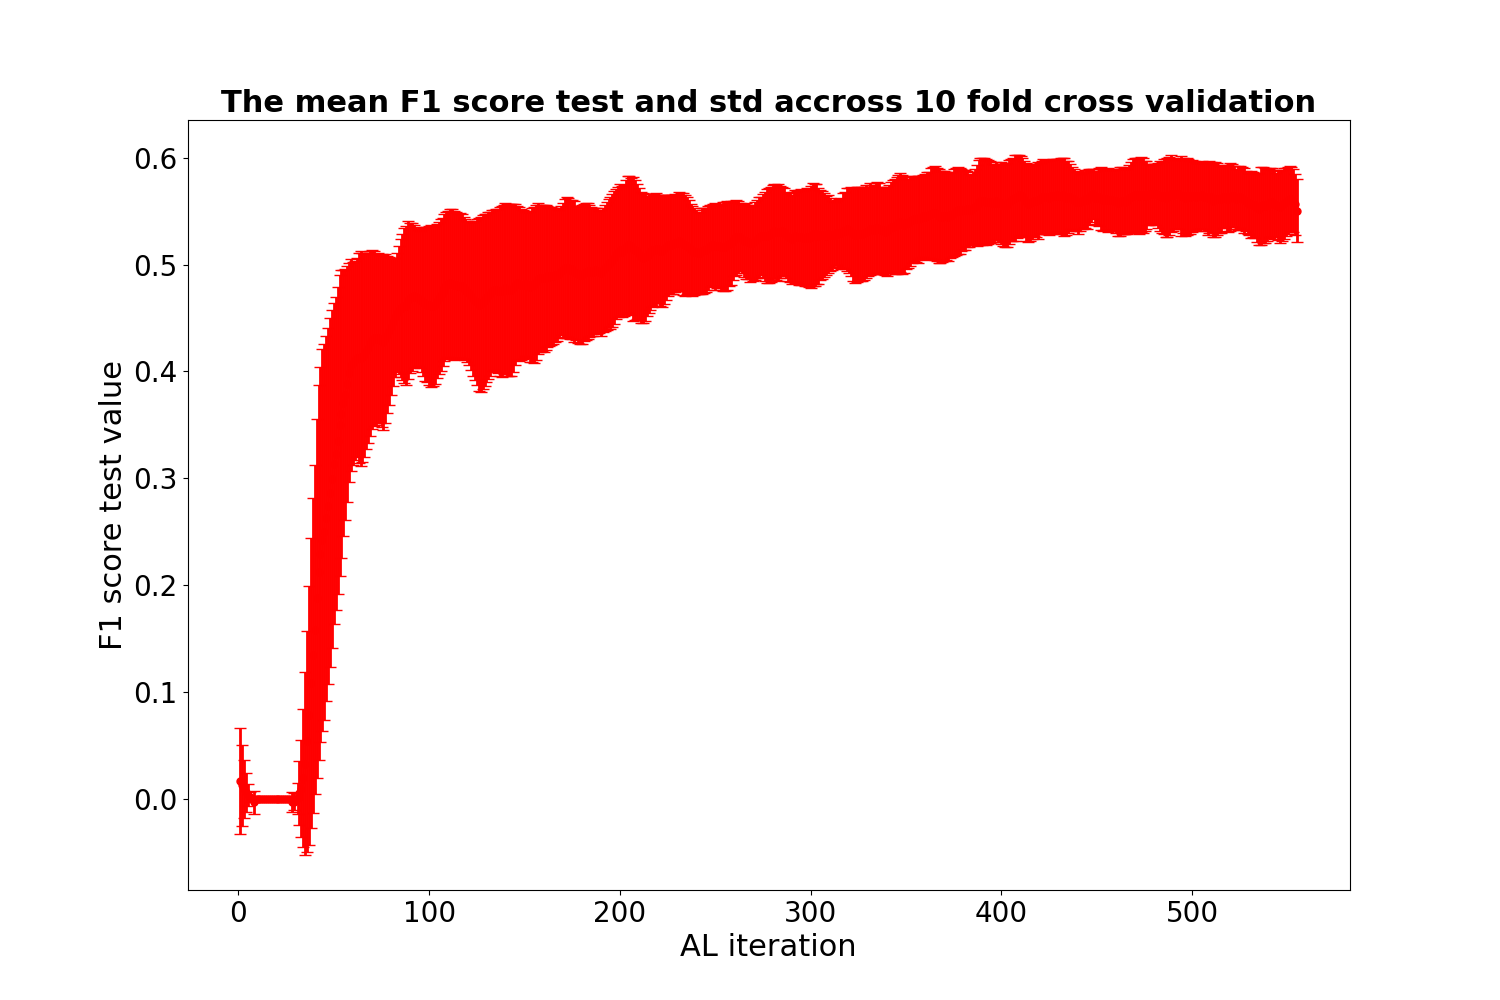 The mean F1 score test and std accross 10 fold cross validation
0.6
0.5
0.4
0.3
0.2
0.1
0.0
F1 score test value
0 100 200 300 400 500
AL iteration